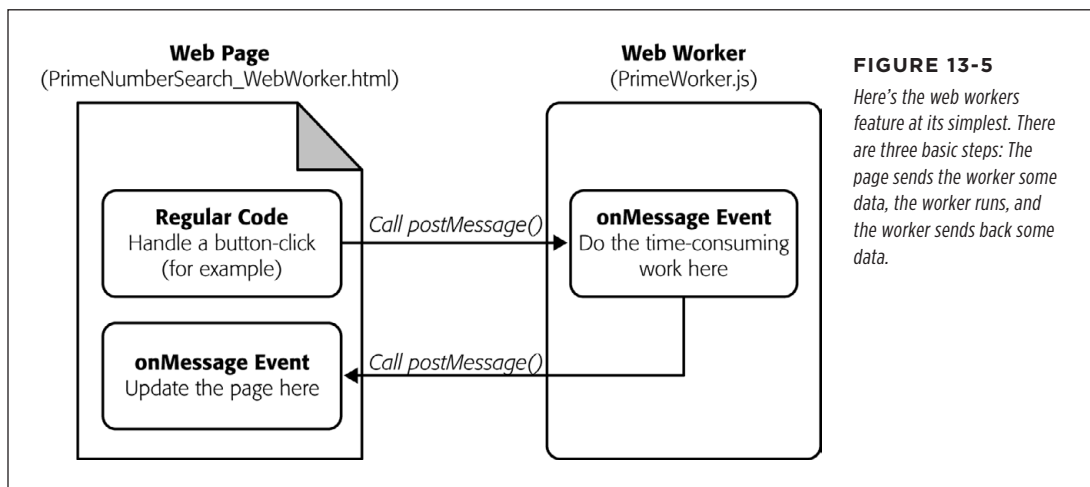 Web Page
(PrimeNumberSearch_WebWorker.html)
Web Worker
(PrimeWorker.js)
Regular Code
Handle a button-click
(for example)
Call postMessage()
onMessage Event
Do the time-consuming
work here
onMessage Event
Update the page here
Call postMessage()
FIGURE 13-5
Here's the web workers
feature at its simplest. There
are three basic steps: The
page sends the worker some
data, the worker runs, and
the worker sends back some
data.